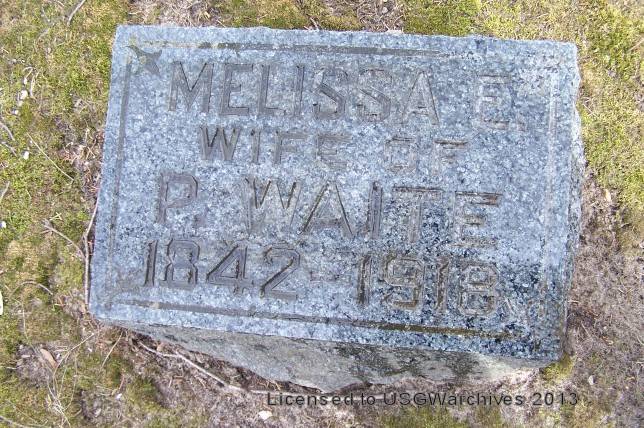 MELISSA E.
WIFE OF
P. WAITE
1842-1918
Licensed to USGWarchives 2013